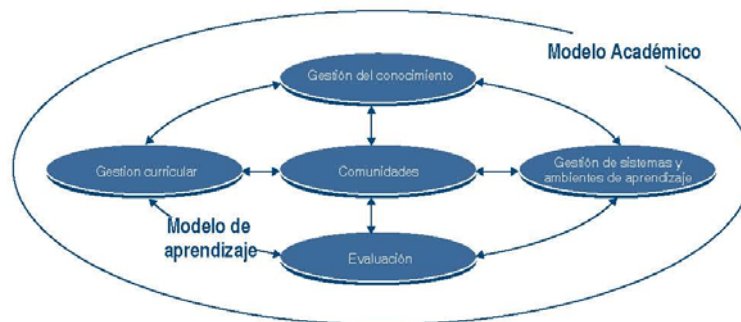 Modelo Académico
Gestión del conocimiento
Gestion curricular
Comunidades
Gestión de sistemas y
ambientes de aprendizaje
Modelo de
aprendizaje
Evaluación